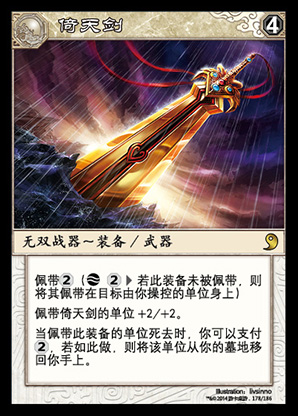 倚天剑
4
无双战器～装备／武器
佩带2（2▶若此装备未被佩带，则
将其佩带在目标由你操控的单位身上）
佩带倚天剑的单位 +2/+2。
当佩带此装备的单位死去时，你可以支付
2，若如此做，则将该单位从你的墓地移
回你手上。
Illustration: livsinno
178/186